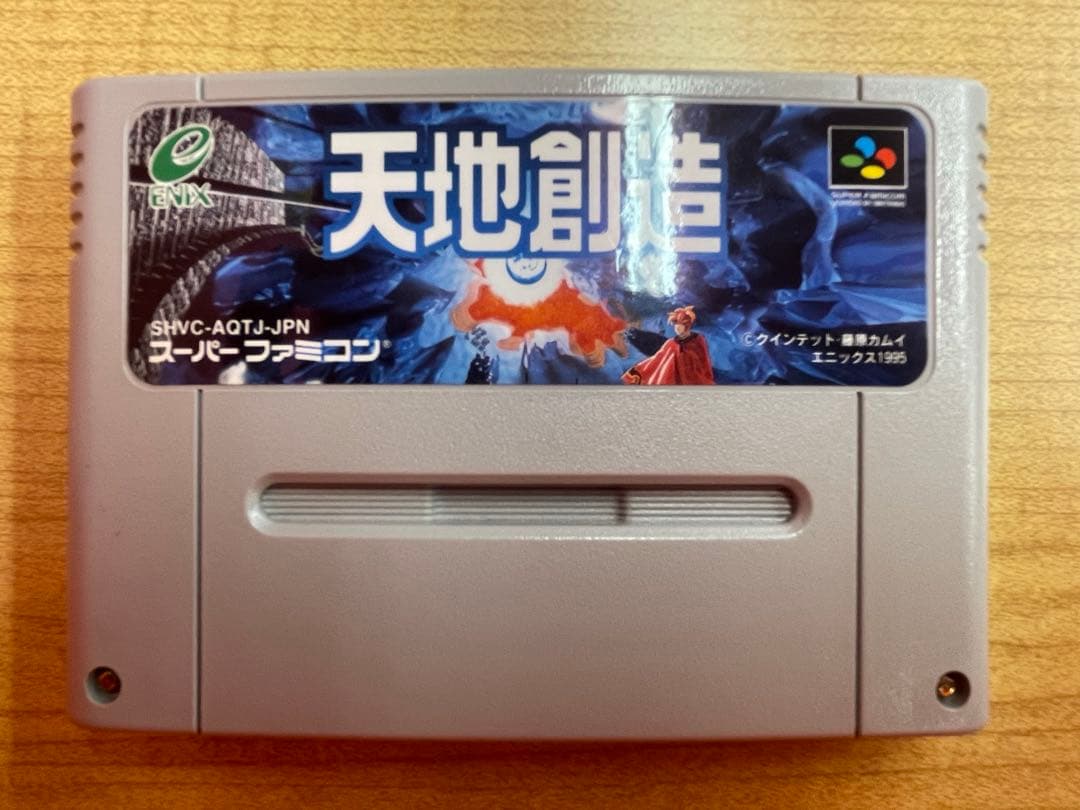 天地創造
ENIX
SHVC-AQTJ-JPN
スーパーファミコン®
©クインテット・藤原カムイ
エニックス1995
SUPER Famicom